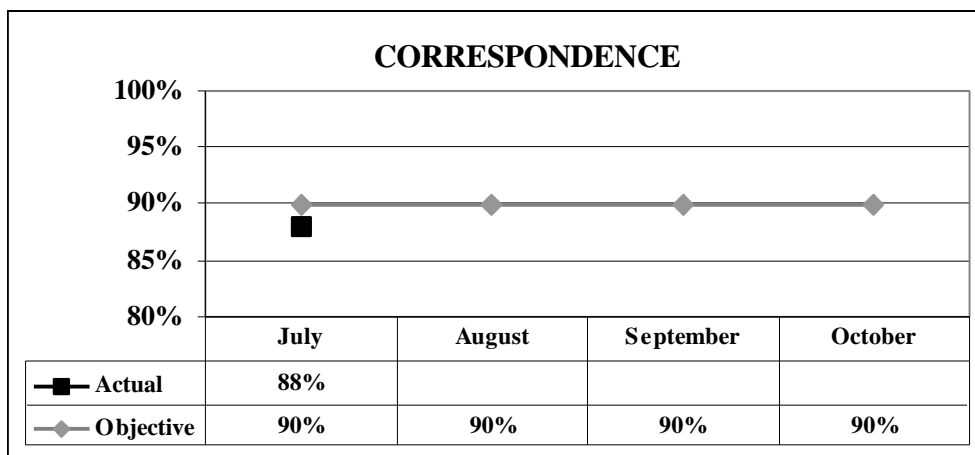 CORRESPONDENCE
100%
95%
90%
85%
80%
July August September October
Actual 88%
Objective 90% 90% 90% 90%